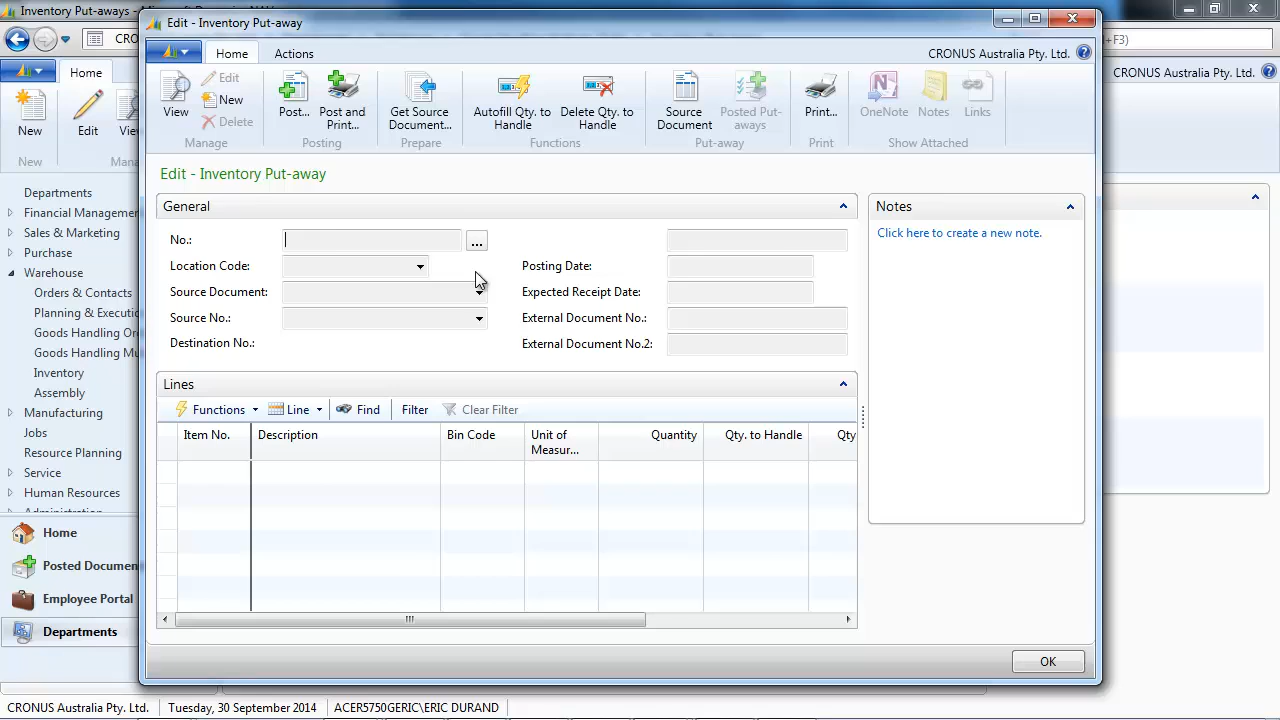 Inventory Put-aways -
Edit - Inventory Put-away
CRO
+F3)
Home
Home
Actions
CRONUS Australia Pty. Ltd.
CRONUS Australia Pty. Ltd.
New
Edit
View
New
Mana
View
Edit
New
Delete
Manage
Post...
Post and
Print...
Posting
Get Source
Document...
Prepare
Autofill Qty. to
Handle
Delete Qty. to
Handle
Functions
Source
Document
Posted Put-
aways
Put-away
Print...
Print
OneNote
Notes
Links
Show Attached
Departments
Financial Managemen
Sales & Marketing
Purchase
Warehouse
Orders & Contacts
Planning & Executio
Goods Handling Or
Goods Handling Mu
Inventory
Assembly
Manufacturing
Jobs
Resource Planning
Service
Human Resources
Administration
Home
Posted Documen
Employee Portal
Departments
Edit - Inventory Put-away
General
No.:
...
Location Code:
Posting Date:
Source Document:
Expected Receipt Date:
Source No.:
External Document No.:
Destination No.:
External Document No.2:
Notes
Click here to create a new note.
Lines
Functions
Line
Find
Filter
Clear Filter
Item No.
Description
Bin Code
Unit of
Measur...
Quantity
Qty. to Handle
Qty
OK
CRONUS Australia Pty. Ltd.
Tuesday, 30 September 2014
ACER5750GERIC\ERIC DURAND